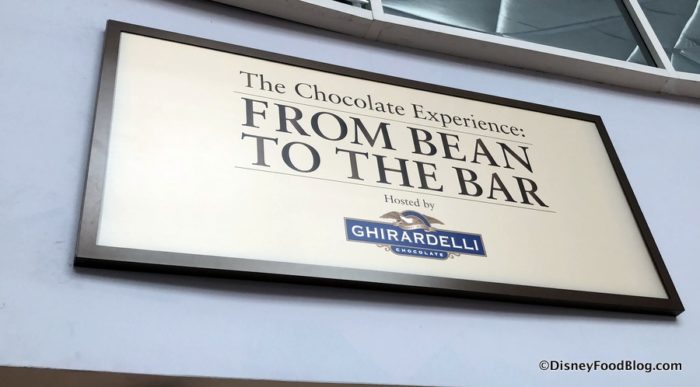 The Chocolate Experience:
FROM BEAN
TO THE BAR
Hosted by
GHIRARDELLI
CHOCOLATE
©DisneyFoodBlog.com